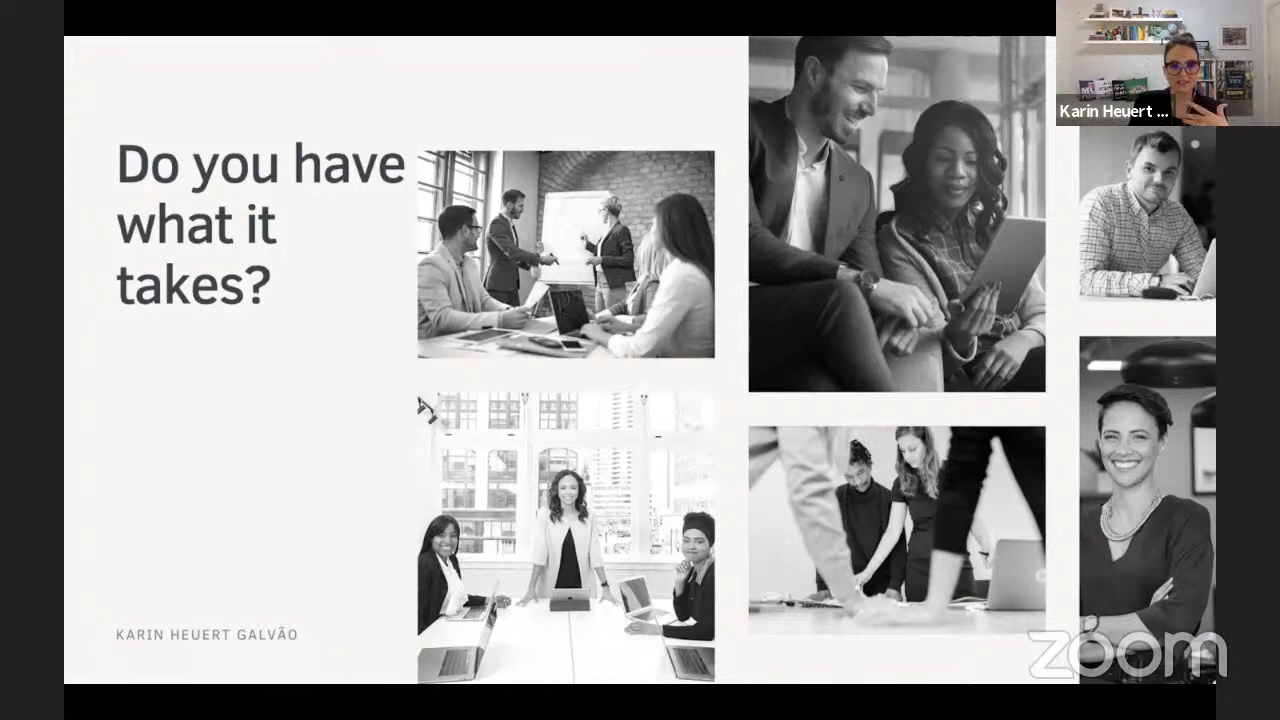 Do you have
what it
takes?
KARIN HEUERT GALVÃO
Karin Heuert ...
zoom